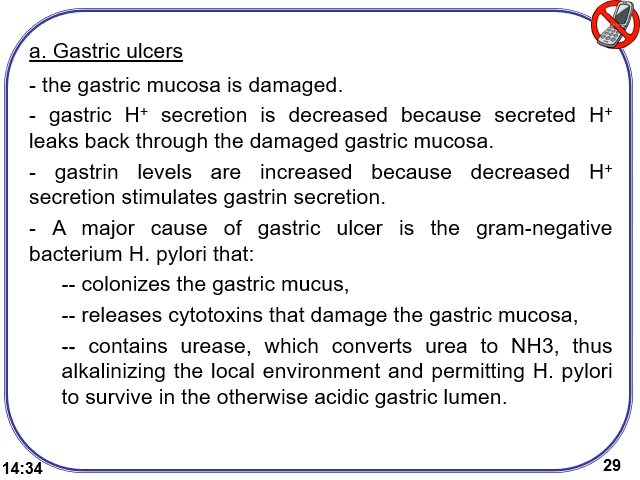 a. Gastric ulcers
- the gastric mucosa is damaged.
- gastric H⁺ secretion is decreased because secreted H⁺
leaks back through the damaged gastric mucosa.
- gastrin levels are increased because decreased H⁺
secretion stimulates gastrin secretion.
- A major cause of gastric ulcer is the gram-negative
bacterium H. pylori that:
-- colonizes the gastric mucus,
-- releases cytotoxins that damage the gastric mucosa,
-- contains urease, which converts urea to NH3, thus
alkalinizing the local environment and permitting H. pylori
to survive in the otherwise acidic gastric lumen.
14:34
29